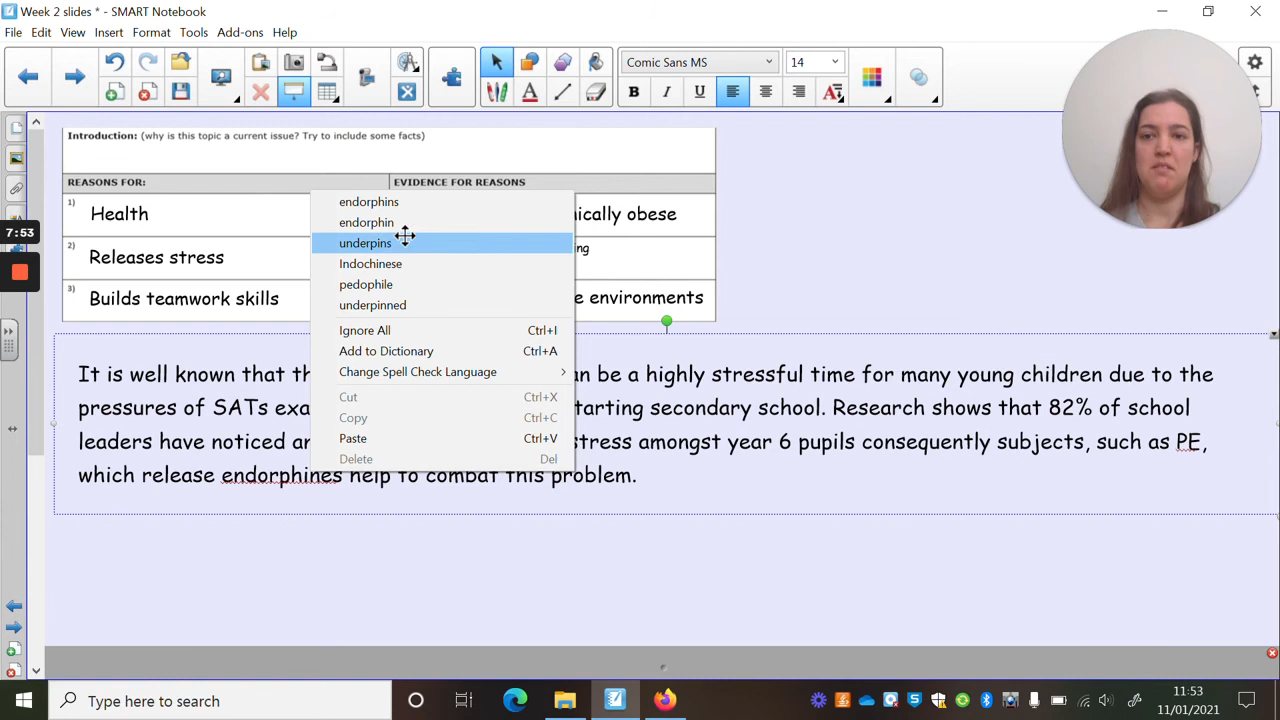 Week 2 slides * - SMART Notebook
File Edit View Insert Format Tools Add-ons Help
Comic Sans MS 14
B I U A
Introduction: (why is this topic a current issue? Try to include some facts)
REASONS FOR: EVIDENCE FOR REASONS
1) Health nically obese
2) Releases stress ng
3) Builds teamwork skills e environments
7:53
endorphins
endorphin
underpins
Indochinese
pedophile
underpinned
Ignore All Ctrl+I
Add to Dictionary Ctrl+A
Change Spell Check Language
Cut Ctrl+X
Copy Ctrl+C
Paste Ctrl+V
Delete Del
It is well known that th an be a highly stressful time for many young children due to the
pressures of SATs exa tarting secondary school. Research shows that 82% of school
leaders have noticed an stress amongst year 6 pupils consequently subjects, such as PE,
which release endorphines help to combat this problem.
Type here to search
11:53
11/01/2021